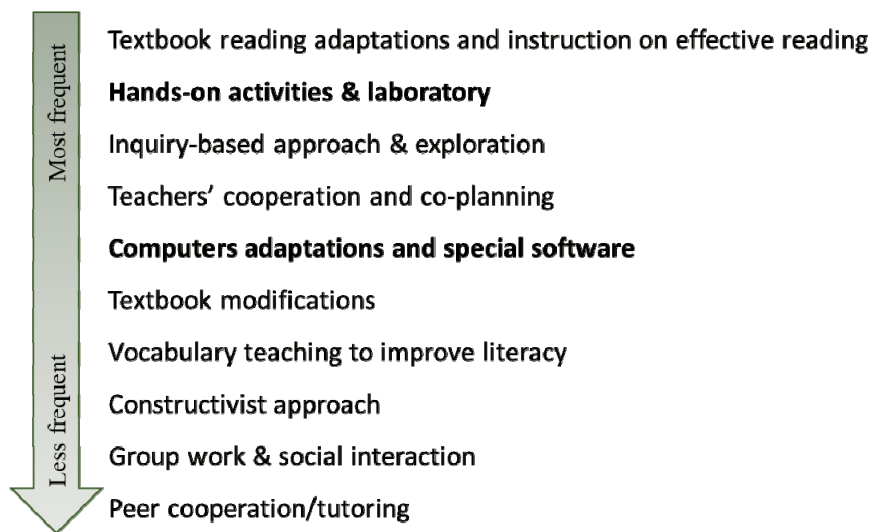 Most frequent
Less frequent
Textbook reading adaptations and instruction on effective reading
Hands-on activities & laboratory
Inquiry-based approach & exploration
Teachers' cooperation and co-planning
Computers adaptations and special software
Textbook modifications
Vocabulary teaching to improve literacy
Constructivist approach
Group work & social interaction
Peer cooperation/tutoring